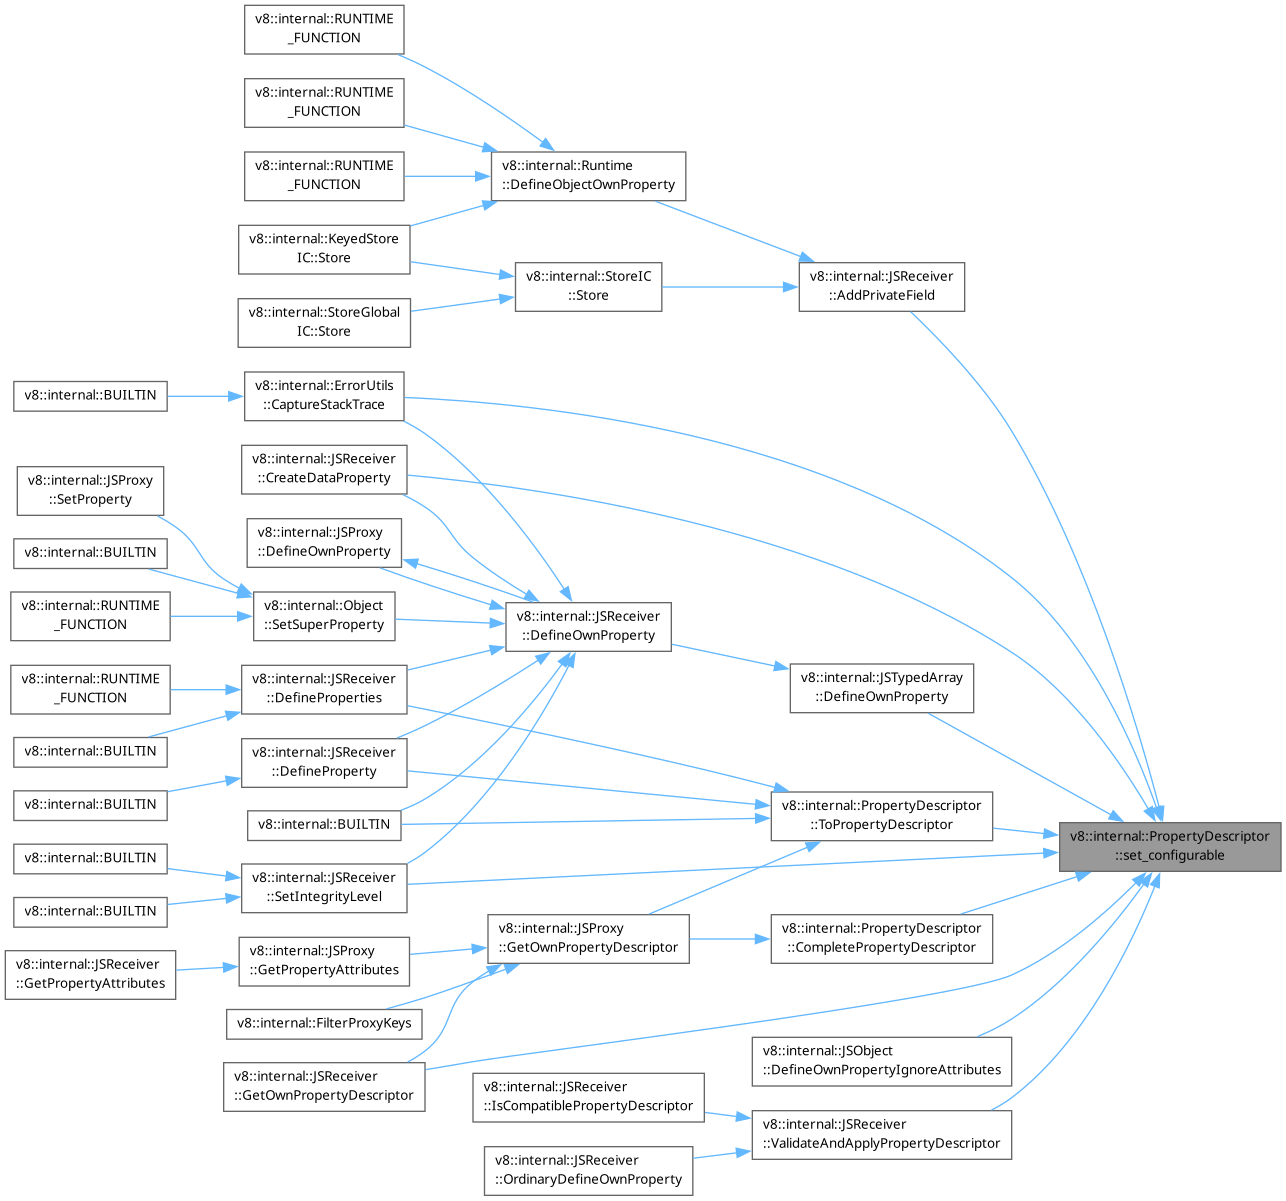 v8::internal::RUNTIME
_FUNCTION
v8::internal::RUNTIME
_FUNCTION
v8::internal::RUNTIME
_FUNCTION
v8::internal::Runtime
::DefineObjectOwnProperty
v8::internal::KeyedStore
IC::Store
v8::internal::StoreIC
::Store
v8::internal::JSReceiver
::AddPrivateField
v8::internal::StoreGlobal
IC::Store
v8::internal::BUILTIN
v8::internal::ErrorUtils
::CaptureStackTrace
v8::internal::JSReceiver
::CreateDataProperty
v8::internal::JSProxy
::SetProperty
v8::internal::JSProxy
::DefineOwnProperty
v8::internal::BUILTIN
v8::internal::RUNTIME
_FUNCTION
v8::internal::Object
::SetSuperProperty
v8::internal::JSReceiver
::DefineOwnProperty
v8::internal::RUNTIME
_FUNCTION
v8::internal::JSReceiver
::DefineProperties
v8::internal::JSTypedArray
::DefineOwnProperty
v8::internal::BUILTIN
v8::internal::JSReceiver
::DefineProperty
v8::internal::BUILTIN
v8::internal::BUILTIN
v8::internal::PropertyDescriptor
::ToPropertyDescriptor
v8::internal::PropertyDescriptor
::set_configurable
v8::internal::BUILTIN
v8::internal::JSReceiver
::SetIntegrityLevel
v8::internal::BUILTIN
v8::internal::JSProxy
::GetOwnPropertyDescriptor
v8::internal::PropertyDescriptor
::CompletePropertyDescriptor
v8::internal::JSReceiver
::GetPropertyAttributes
v8::internal::JSProxy
::GetPropertyAttributes
v8::internal::FilterProxyKeys
v8::internal::JSReceiver
::GetOwnPropertyDescriptor
v8::internal::JSObject
::DefineOwnPropertyIgnoreAttributes
v8::internal::JSReceiver
::IsCompatiblePropertyDescriptor
v8::internal::JSReceiver
::ValidateAndApplyPropertyDescriptor
v8::internal::JSReceiver
::OrdinaryDefineOwnProperty